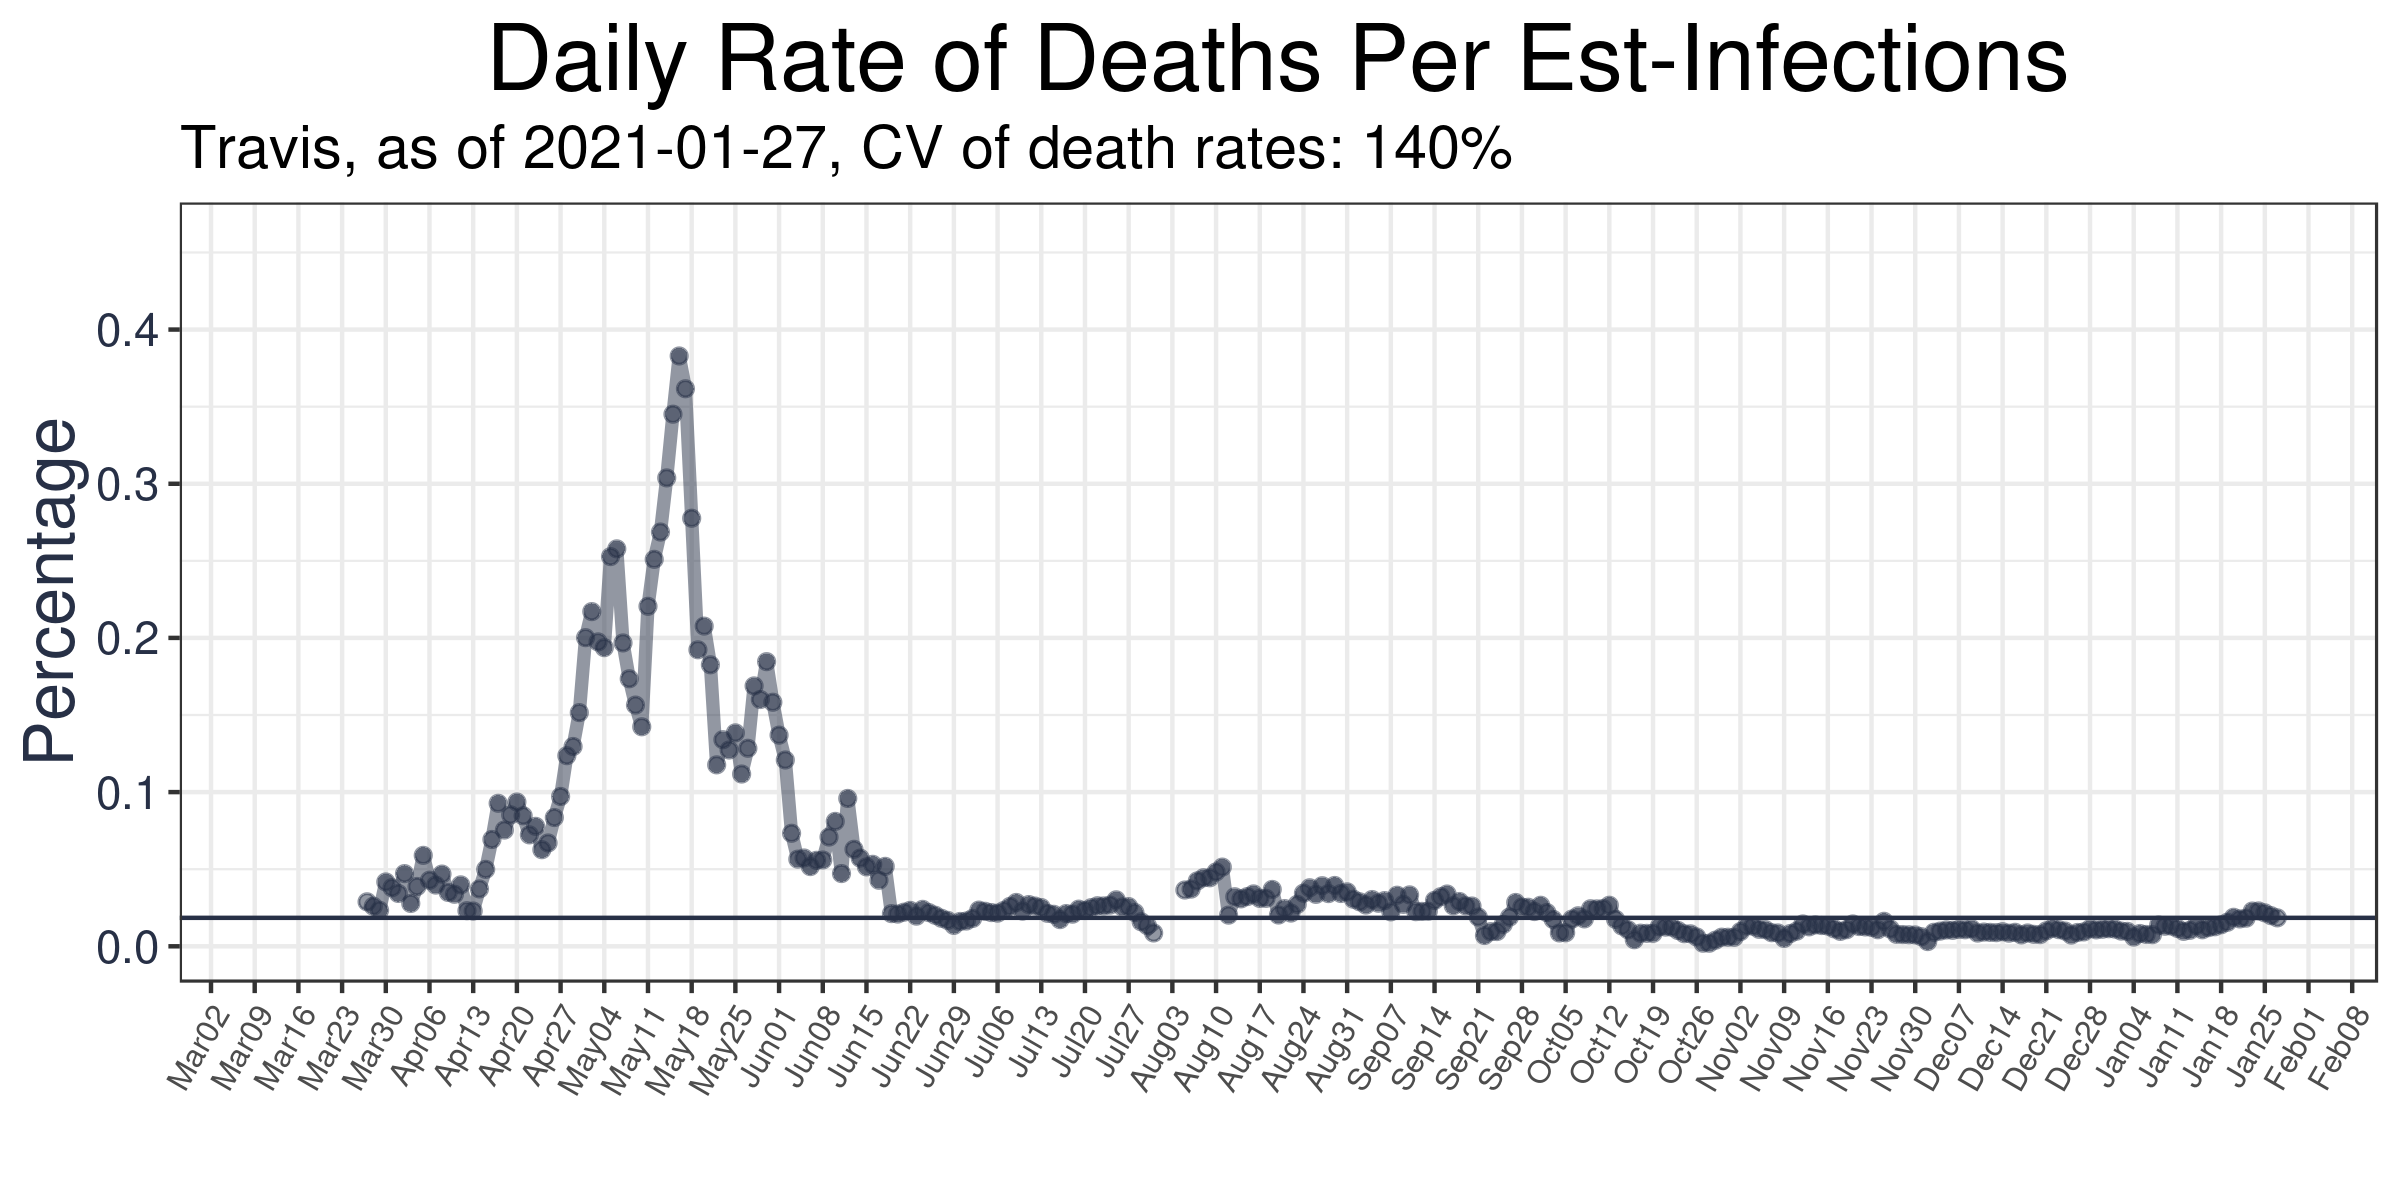 Daily Rate of Deaths Per Est-Infections
Travis, as of 2021-01-27, CV of death rates: 140%
Percentage
0.4
0.3
0.2
0.1
0.0
Mar02
Mar09
Mar16
Mar23
Mar30
Apr06
Apr13
Apr20
Apr27
May04
May11
May18
May25
Jun01
Jun08
Jun15
Jun22
Jun29
Jul06
Jul13
Jul20
Jul27
Aug03
Aug10
Aug17
Aug24
Aug31
Sep07
Sep14
Sep21
Sep28
Oct05
Oct12
Oct19
Oct26
Nov02
Nov09
Nov16
Nov23
Nov30
Dec07
Dec14
Dec21
Dec28
Jan04
Jan11
Jan18
Jan25
Feb01
Feb08